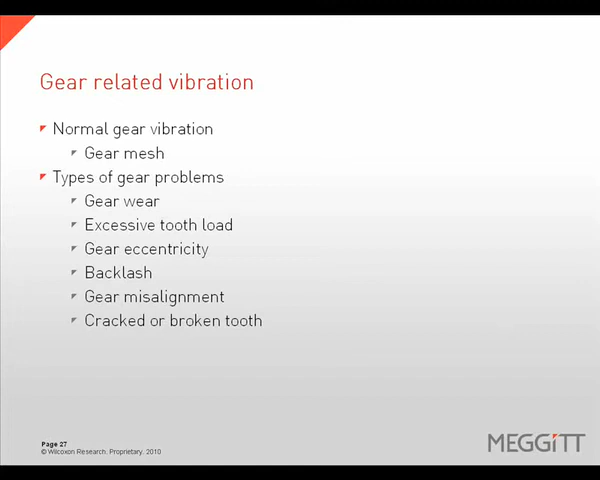 Gear related vibration
Normal gear vibration
Gear mesh
Types of gear problems
Gear wear
Excessive tooth load
Gear eccentricity
Backlash
Gear misalignment
Cracked or broken tooth
Page 27
© Wilcoxon Research, Proprietary, 2010
MEGGITT